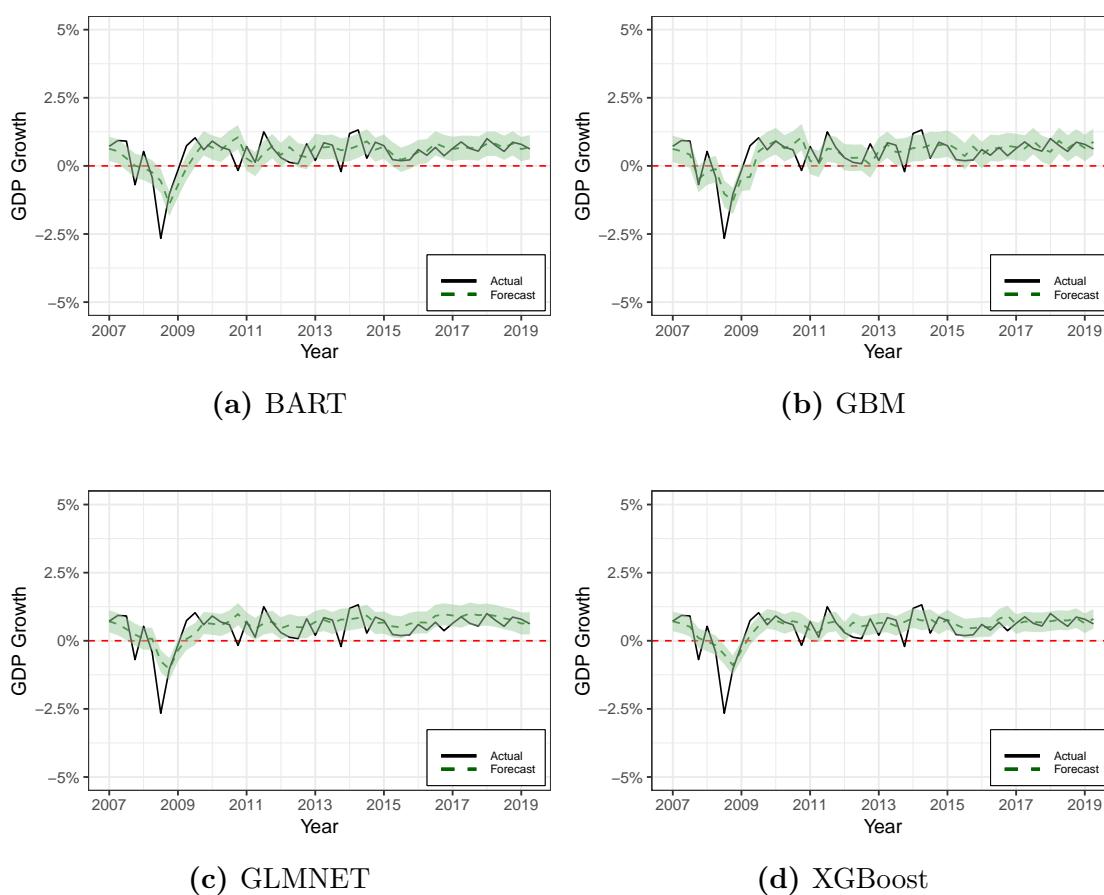 5%
2.5%
0%
−2.5%
−5%
GDP Growth
Actual
Forecast
2007 2009 2011 2013 2015 2017 2019
Year
(a) BART
5%
2.5%
0%
−2.5%
−5%
GDP Growth
Actual
Forecast
2007 2009 2011 2013 2015 2017 2019
Year
(b) GBM
5%
2.5%
0%
−2.5%
−5%
GDP Growth
Actual
Forecast
2007 2009 2011 2013 2015 2017 2019
Year
(c) GLMNET
5%
2.5%
0%
−2.5%
−5%
GDP Growth
Actual
Forecast
2007 2009 2011 2013 2015 2017 2019
Year
(d) XGBoost